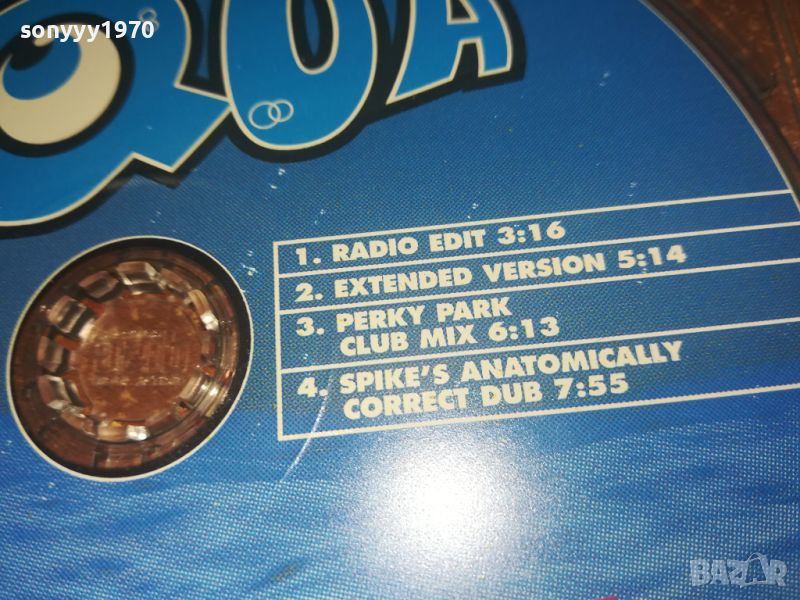 sonyyy1970
QUA
1. RADIO EDIT 3:16
2. EXTENDED VERSION 5:14
3. PERKY PARK
CLUB MIX 6:13
4. SPIKE'S ANATOMICALLY
CORRECT DUB 7:55
BAZAR